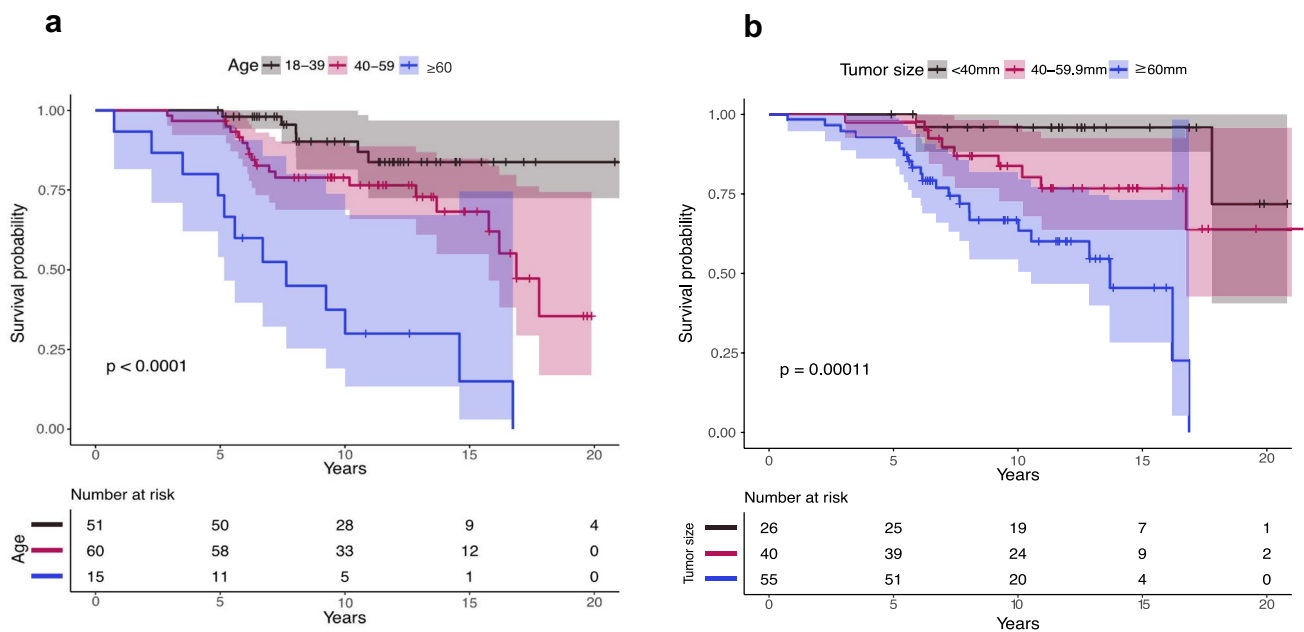 a
Age 18–39 40–59 ≥60
Survival probability
1.00
0.75
0.50
0.25
0.00
p < 0.0001
0 5 10 15 20
Years
Number at risk
Age
51 50 28 9 4
60 58 33 12 0
15 11 5 1 0
0 5 10 15 20
Years
b
Tumor size <40mm 40–59.9mm ≥60mm
Survival probability
1.00
0.75
0.50
0.25
0.00
p = 0.00011
0 5 10 15 20
Years
Number at risk
Tumor size
26 25 19 7 1
40 39 24 9 2
55 51 20 4 0
0 5 10 15 20
Years